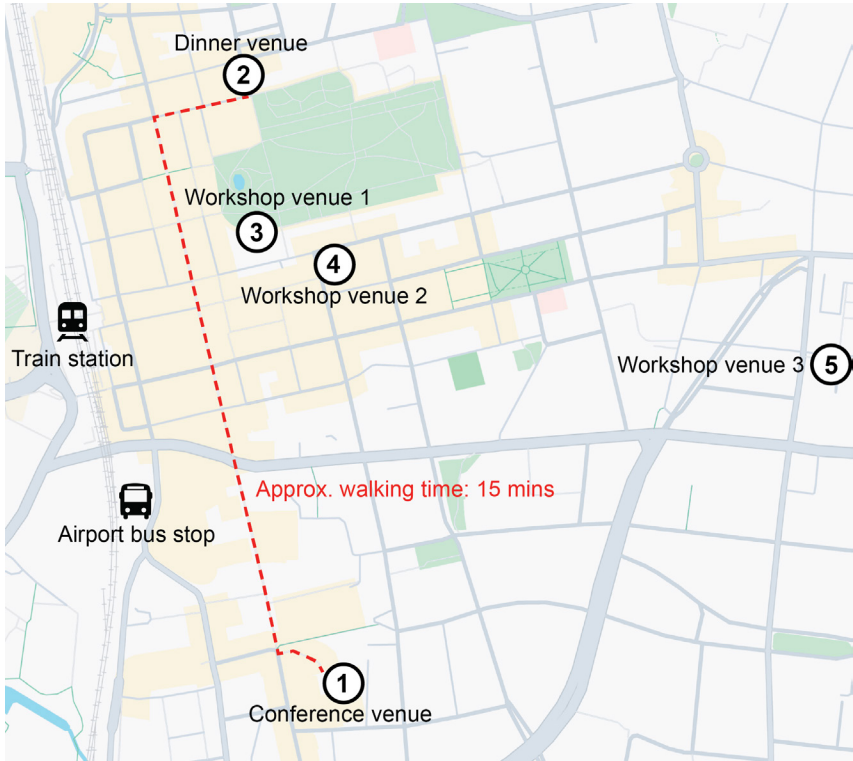 Dinner venue
2
Workshop venue 1
3
4
Workshop venue 2
Train station
Workshop venue 3 5
Approx. walking time: 15 mins
Airport bus stop
1
Conference venue